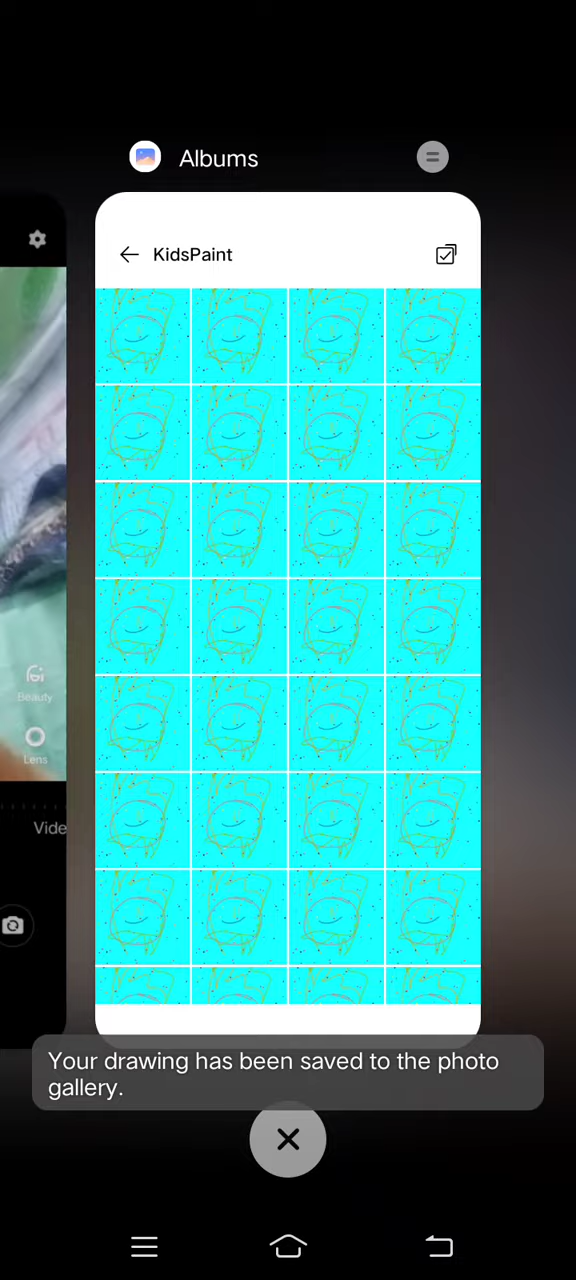 Albums
KidsPaint
Beauty
Lens
Vide
Your drawing has been saved to the photo
gallery.